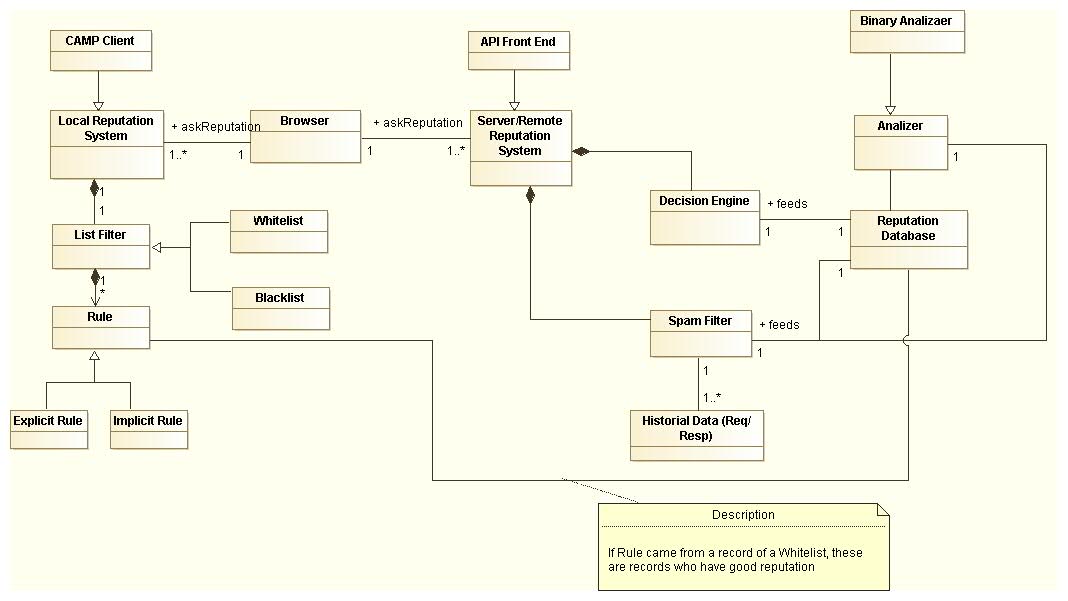 Binary Analizaer
CAMP Client
API Front End
Local Reputation
System
+ askReputation
1..*
1
Browser
+ askReputation
1
1..*
Server/Remote
Reputation
System
Analizer
1
1
1
List Filter
Whitelist
Blacklist
Decision Engine
+ feeds
1
1
Reputation
Database
1
1
*
Rule
Spam Filter
+ feeds
1
1
1..*
Explicit Rule
Implicit Rule
Historial Data (Req/
Resp)
Description
If Rule came from a record of a Whitelist, these
are records who have good reputation